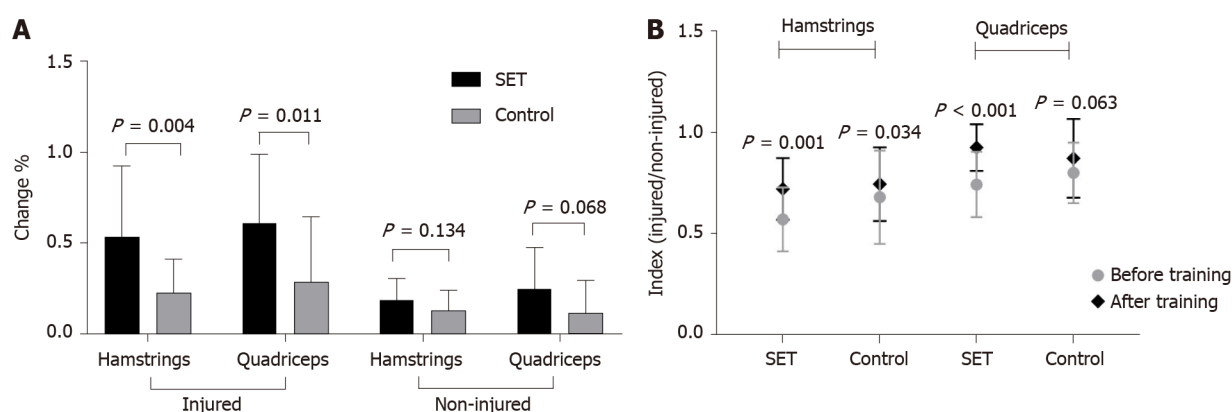 A
1.5
1.0
0.5
0.0
Change %
SET
Control
P = 0.004
P = 0.011
P = 0.134
P = 0.068
Hamstrings
Quadriceps
Hamstrings
Quadriceps
Injured
Non-injured
B
1.5
1.0
0.5
0.0
Index (injured/non-injured)
Hamstrings
Quadriceps
P = 0.001
P = 0.034
P < 0.001
P = 0.063
Before training
After training
SET
Control
SET
Control